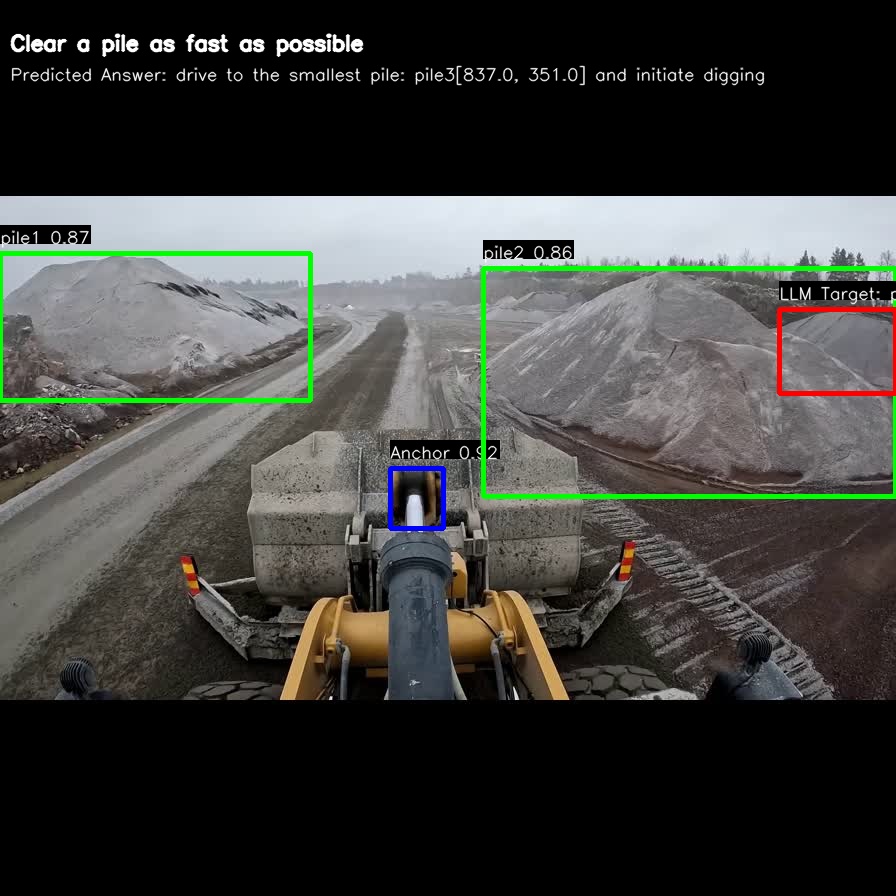 Clear a pile as fast as possible
Predicted Answer: drive to the smallest pile: pile3[837.0, 351.0] and initiate digging
pile1 0.87
pile2 0.86
LLM Target: p
Anchor 0.92